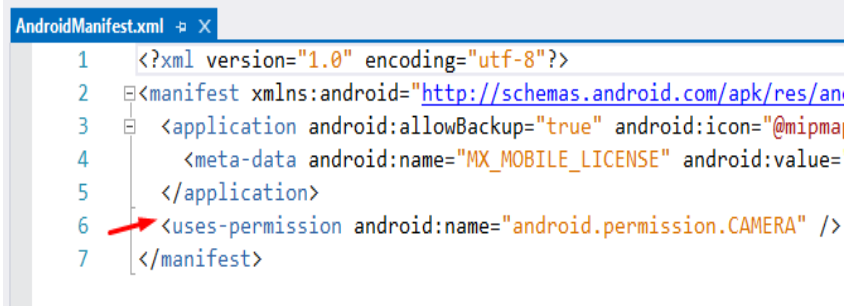 AndroidManifest.xml
1 <?xml version="1.0" encoding="utf-8"?>
2 <manifest xmlns:android="http://schemas.android.com/apk/res/an
3 <application android:allowBackup="true" android:icon="@mipma
4 <meta-data android:name="MX_MOBILE_LICENSE" android:value=
5 </application>
6 <uses-permission android:name="android.permission.CAMERA" />
7 </manifest>